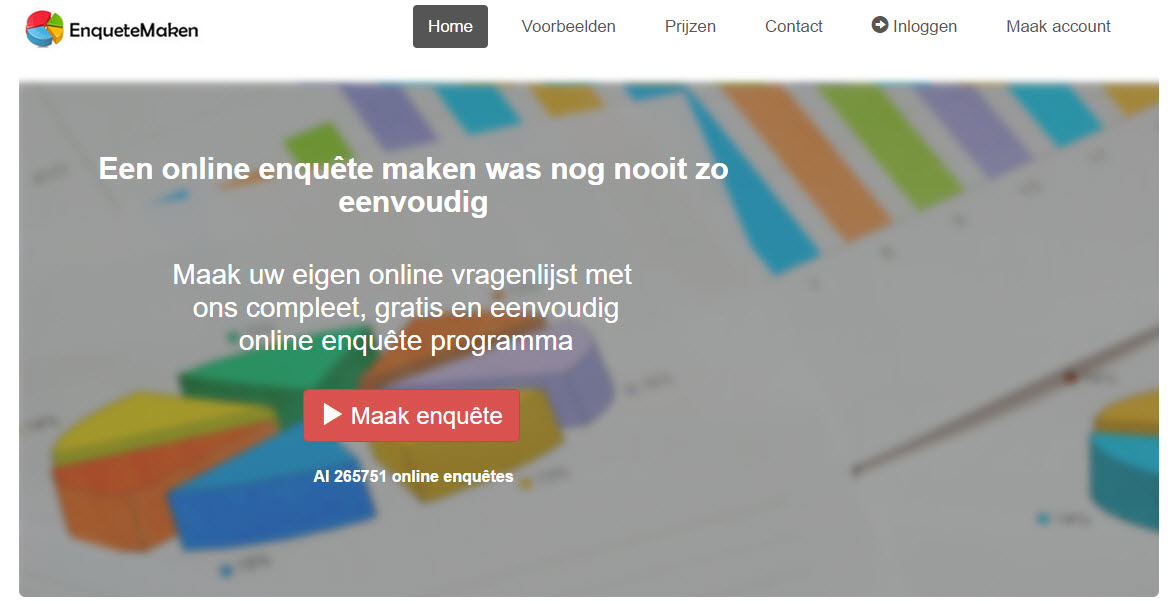 EnqueteMaken
Home
Voorbeelden
Prijzen
Contact
Inloggen
Maak account
Een online enquête maken was nog nooit zo
eenvoudig
Maak uw eigen online vragenlijst met
ons compleet, gratis en eenvoudig
online enquête programma
Maak enquête
Al 265751 online enquêtes